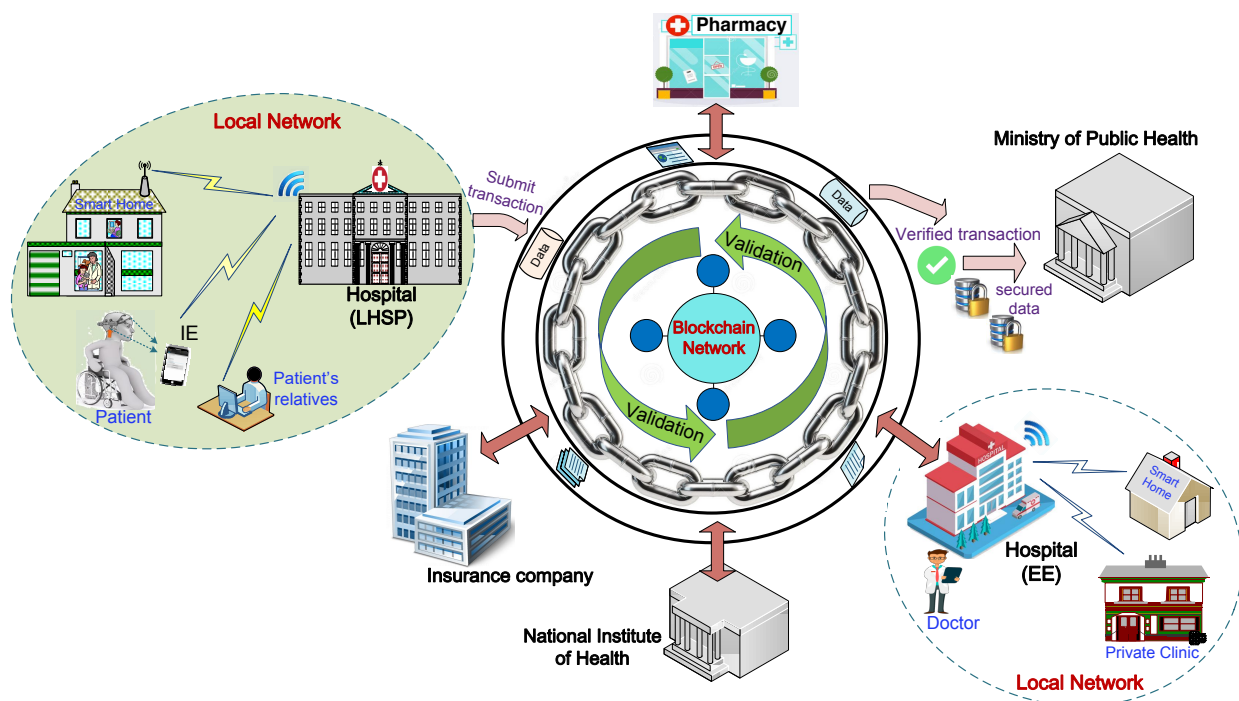 Pharmacy
Local Network
Ministry of Public Health
Smart Home
Submit
transaction
Data
Data
Validation
Verified transaction
secured
data
Hospital
(LHSP)
IE
Blockchain
Network
Patient
Patient's
relatives
Validation
HOSPITAL
Smart
Home
Insurance company
Hospital
(EE)
Doctor
National Institute
of Health
Private Clinic
Local Network